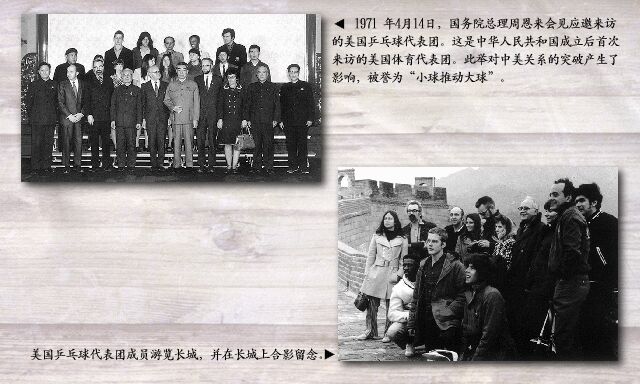 ◀ 1971 年4月14日，国务院总理周恩来会见应邀来访
的美国乒乓球代表团。这是中华人民共和国成立后首次
来访的美国体育代表团。此举对中美关系的突破产生了
影响，被誉为“小球推动大球”。
美国乒乓球代表团成员游览长城，并在长城上合影留念。▶